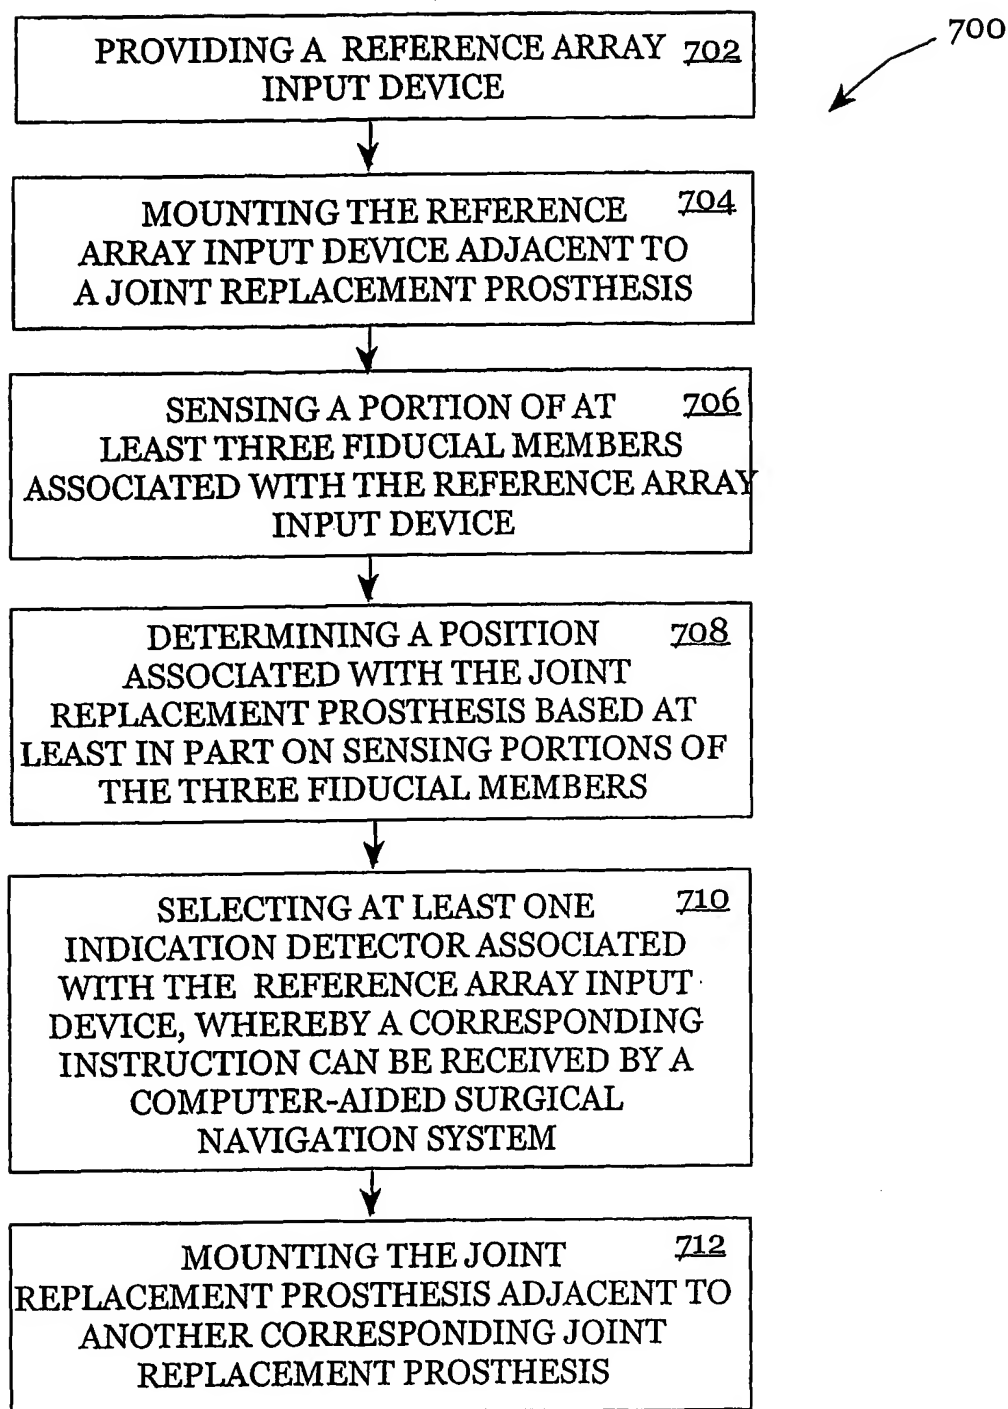 700
PROVIDING A REFERENCE ARRAY 702
INPUT DEVICE
MOUNTING THE REFERENCE 704
ARRAY INPUT DEVICE ADJACENT TO
A JOINT REPLACEMENT PROSTHESIS
SENSING A PORTION OF AT 706
LEAST THREE FIDUCIAL MEMBERS
ASSOCIATED WITH THE REFERENCE ARRAY
INPUT DEVICE
DETERMINING A POSITION 708
ASSOCIATED WITH THE JOINT
REPLACEMENT PROSTHESIS BASED AT
LEAST IN PART ON SENSING PORTIONS OF
THE THREE FIDUCIAL MEMBERS
SELECTING AT LEAST ONE 710
INDICATION DETECTOR ASSOCIATED
WITH THE REFERENCE ARRAY INPUT
DEVICE, WHEREBY A CORRESPONDING
INSTRUCTION CAN BE RECEIVED BY A
COMPUTER-AIDED SURGICAL
NAVIGATION SYSTEM
MOUNTING THE JOINT 712
REPLACEMENT PROSTHESIS ADJACENT TO
ANOTHER CORRESPONDING JOINT
REPLACEMENT PROSTHESIS